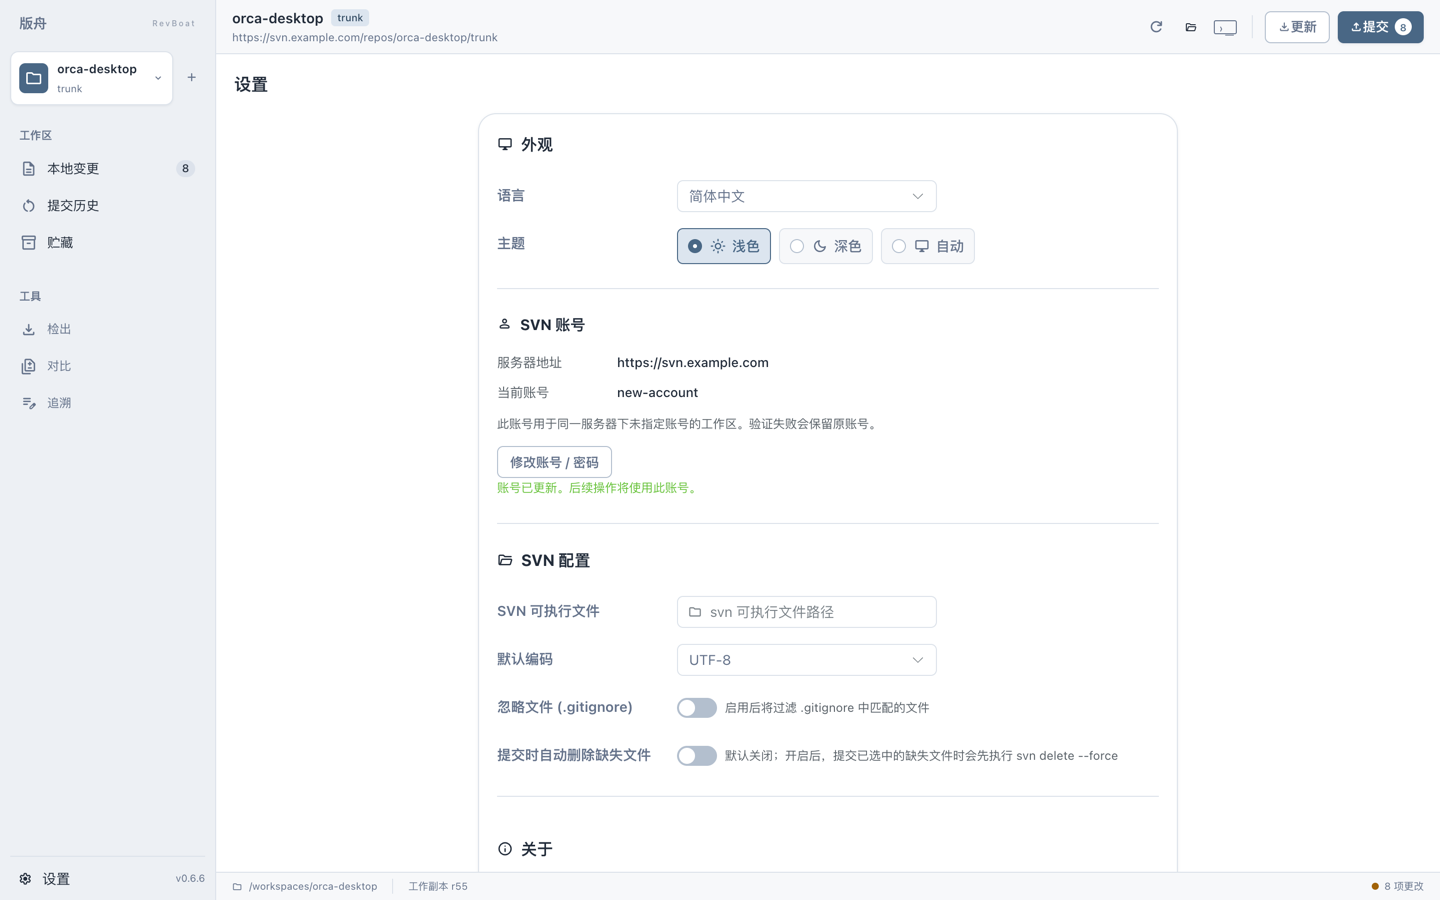 版舟
RevBoat
orca-desktop
trunk
工作区
本地变更
8
提交历史
贮藏
工具
检出
对比
追溯
设置
v0.6.6
orca-desktop trunk
https://svn.example.com/repos/orca-desktop/trunk
更新
提交 8
设置
外观
语言
简体中文
主题
浅色
深色
自动
SVN 账号
服务器地址
https://svn.example.com
当前账号
new-account
此账号用于同一服务器下未指定账号的工作区。验证失败会保留原账号。
修改账号 / 密码
账号已更新。后续操作将使用此账号。
SVN 配置
SVN 可执行文件
svn 可执行文件路径
默认编码
UTF-8
忽略文件 (.gitignore)
启用后将过滤 .gitignore 中匹配的文件
提交时自动删除缺失文件
默认关闭；开启后，提交已选中的缺失文件时会先执行 svn delete --force
关于
/workspaces/orca-desktop
工作副本 r55
8 项更改